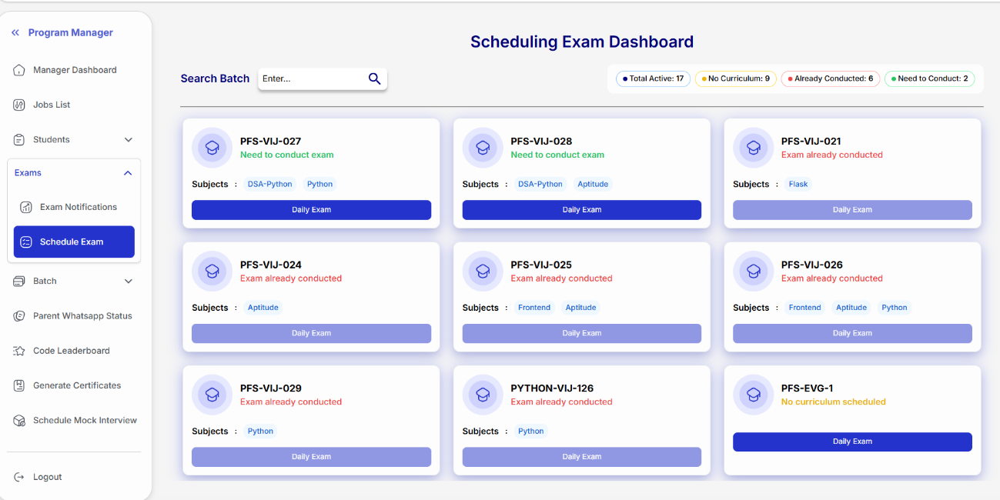 Program Manager
Manager Dashboard
Jobs List
Students
Exams
Exam Notifications
Schedule Exam
Batch
Parent Whatsapp Status
Code Leaderboard
Generate Certificates
Schedule Mock Interview
Logout
Scheduling Exam Dashboard
Search Batch
Enter...
Total Active: 17
No Curriculum: 9
Already Conducted: 6
Need to Conduct: 2
PFS-VIJ-027
Need to conduct exam
Subjects : DSA-Python Python
Daily Exam
PFS-VIJ-028
Need to conduct exam
Subjects : DSA-Python Aptitude
Daily Exam
PFS-VIJ-021
Exam already conducted
Subjects : Flask
Daily Exam
PFS-VIJ-024
Exam already conducted
Subjects : Aptitude
Daily Exam
PFS-VIJ-025
Exam already conducted
Subjects : Frontend Aptitude
Daily Exam
PFS-VIJ-026
Exam already conducted
Subjects : Frontend Aptitude Python
Daily Exam
PFS-VIJ-029
Exam already conducted
Subjects : Python
Daily Exam
PYTHON-VIJ-126
Exam already conducted
Subjects : Python
Daily Exam
PFS-EVG-1
No curriculum scheduled
Daily Exam